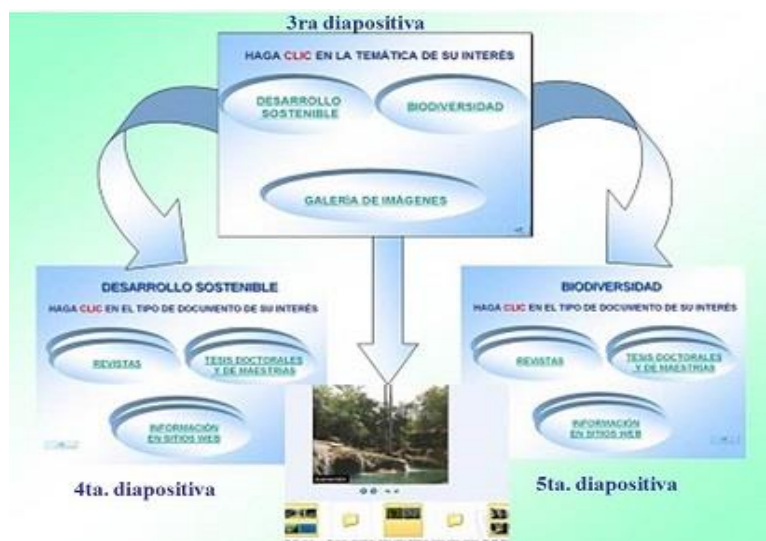 3ra diapositiva
HAGA CLIC EN LA TEMÁTICA DE SU INTERÉS
DESARROLLO
SOSTENIBLE
BIODIVERSIDAD
GALERÍA DE IMÁGENES
DESARROLLO SOSTENIBLE
HAGA CLIC EN EL TIPO DE DOCUMENTO DE SU INTERÉS
REVISTAS
TESIS DOCTORALES
Y DE MAESTRIAS
INFORMACIÓN
EN SITIOS WEB
4ta. diapositiva
BIODIVERSIDAD
HAGA CLIC EN EL TIPO DE DOCUMENTO DE SU INTERÉS
REVISTAS
TESIS DOCTORALES
Y DE MAESTRIAS
INFORMACIÓN
EN SITIOS WEB
5ta. diapositiva